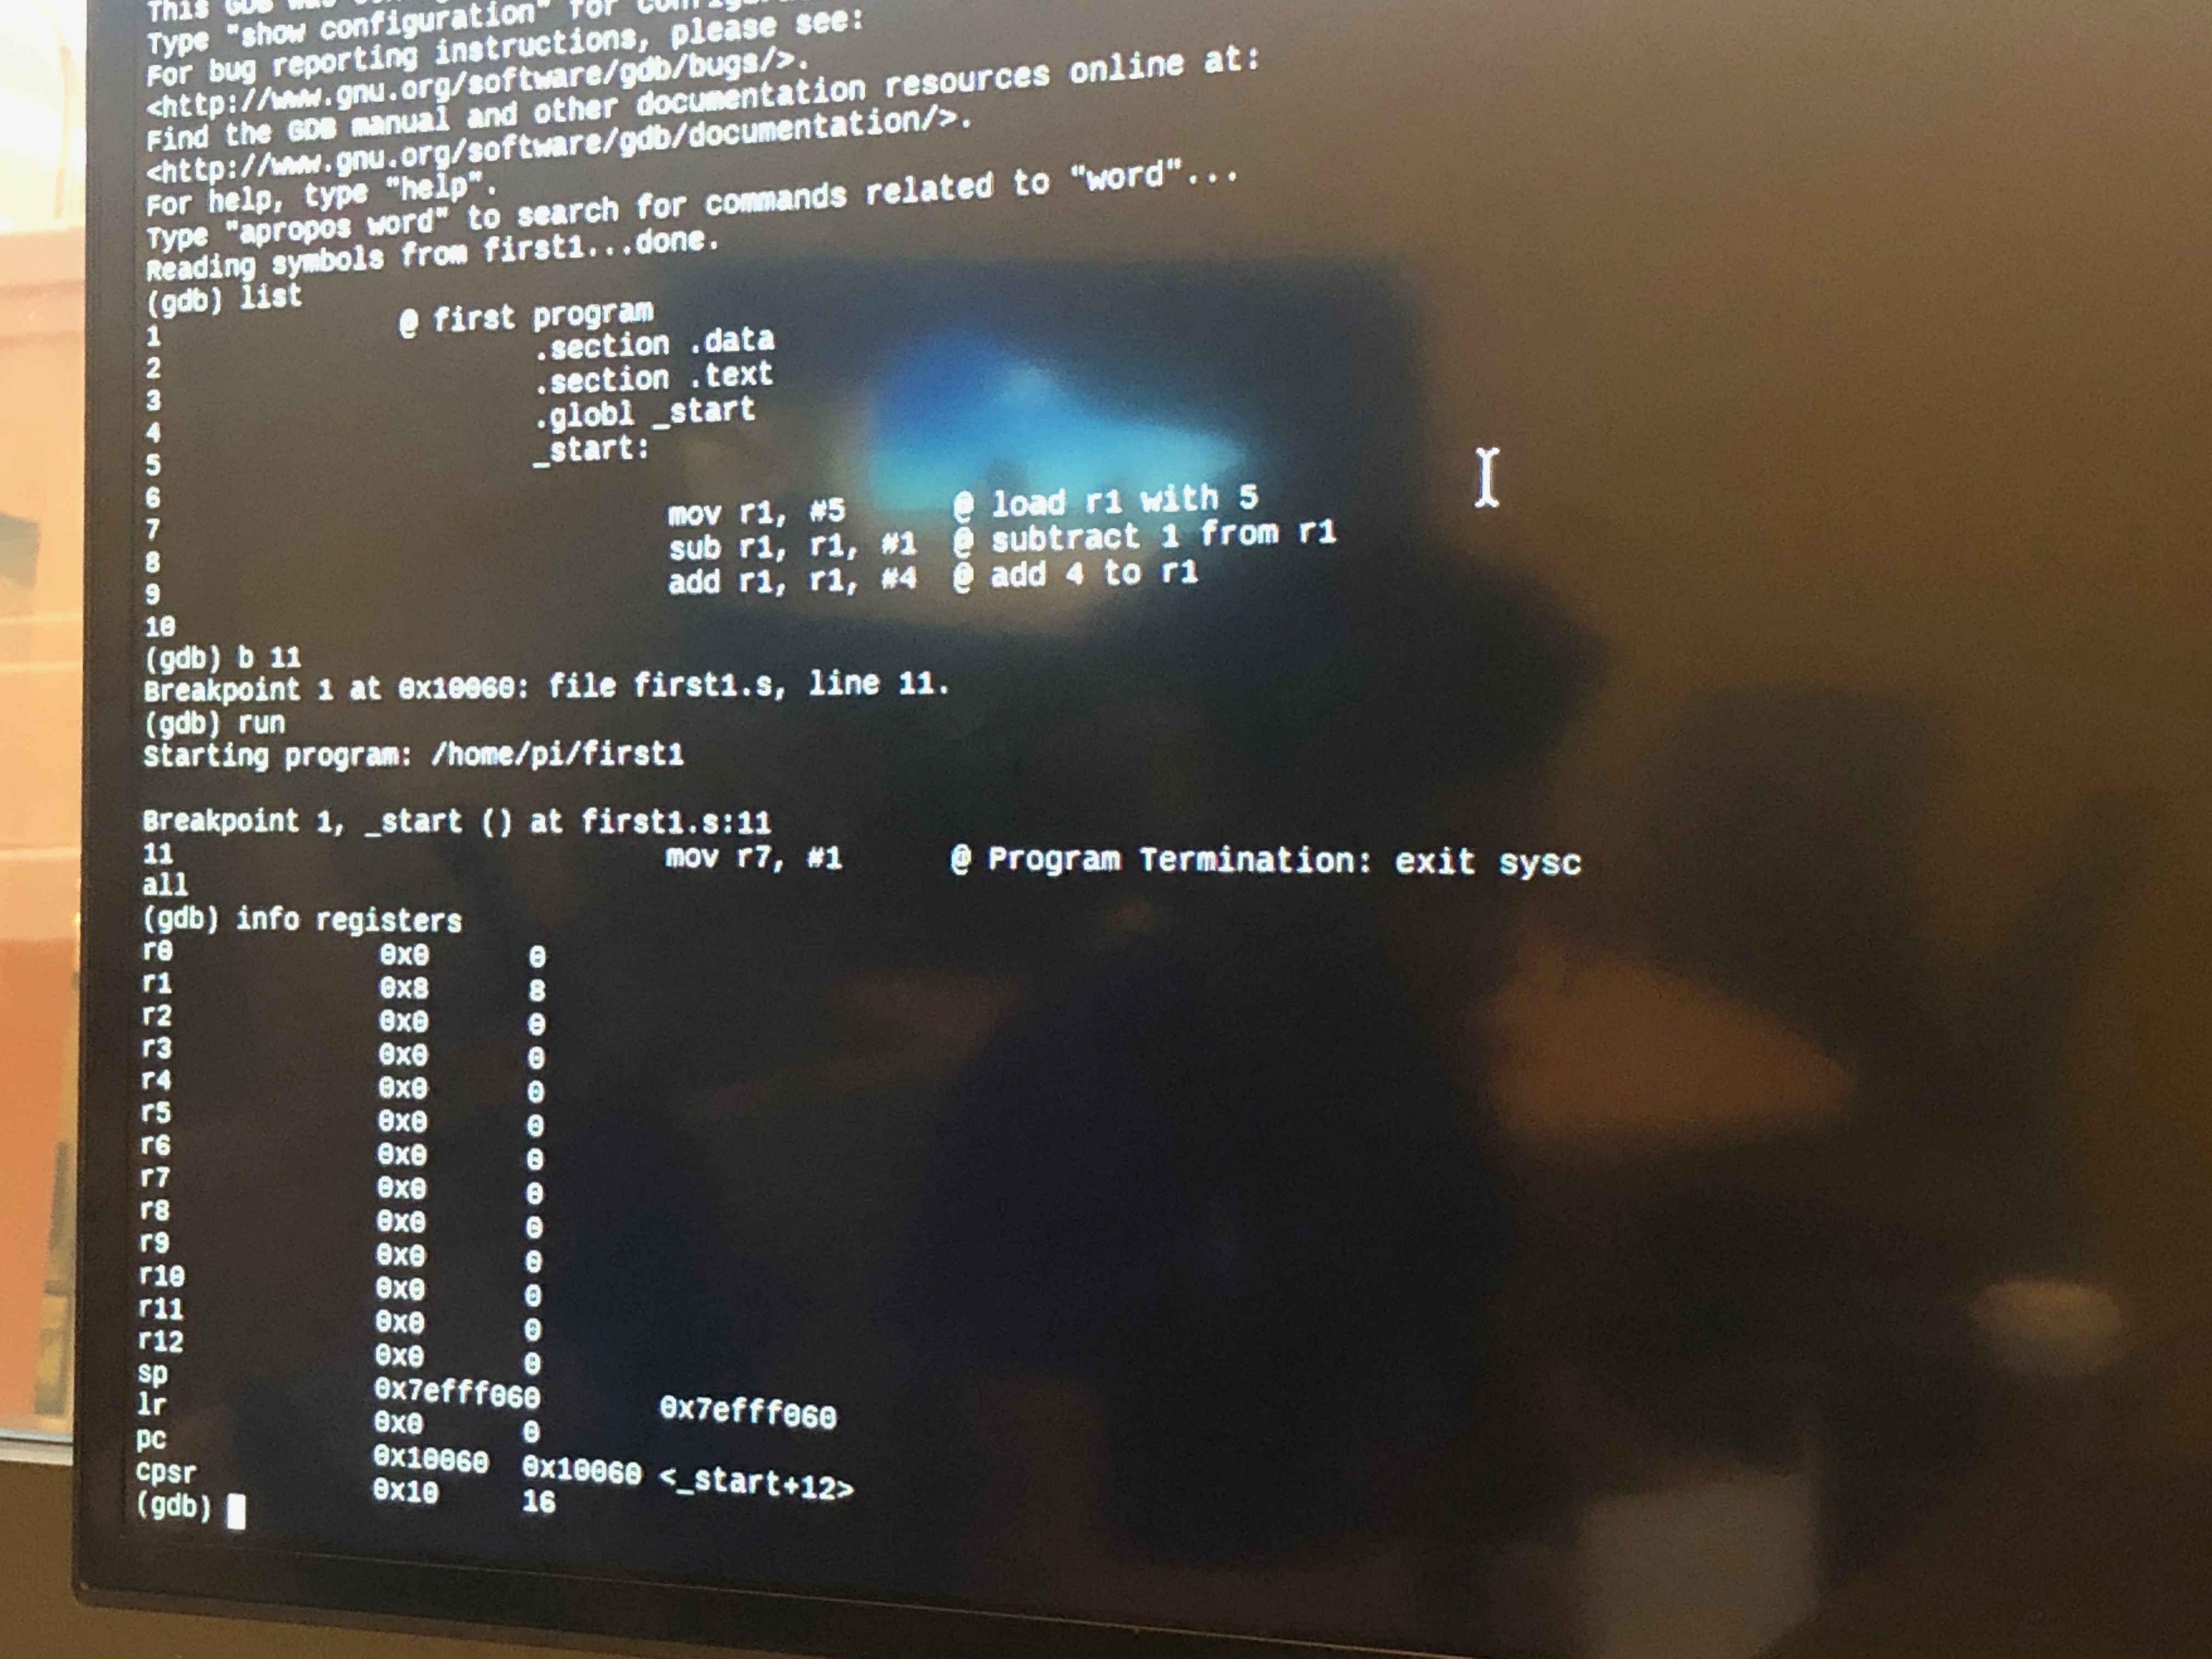 This GDB was
Type "show configuration" for
For bug reporting instructions, please see:
<http://www.gnu.org/software/gdb/bugs/>.
Find the GDB manual and other documentation resources online at:
<http://www.gnu.org/software/gdb/documentation/>.
For help, type "help".
Type "apropos word" to search for commands related to "word"...
Reading symbols from first1...done.
(gdb) list
1 @ first program
2 .section .data
3 .section .text
4 .globl _start
5 _start:
6
7 mov r1, #5 @ load r1 with 5
8 sub r1, r1, #1 @ subtract 1 from r1
9 add r1, r1, #4 @ add 4 to r1
10
(gdb) b 11
Breakpoint 1 at 0x10060: file first1.s, line 11.
(gdb) run
Starting program: /home/pi/first1
Breakpoint 1, _start () at first1.s:11
11 mov r7, #1 @ Program Termination: exit sysc
all
(gdb) info registers
r0 0x0 0
r1 0x8 8
r2 0x0 0
r3 0x0 0
r4 0x0 0
r5 0x0 0
r6 0x0 0
r7 0x0 0
r8 0x0 0
r9 0x0 0
r10 0x0 0
r11 0x0 0
r12 0x0 0
sp 0x7efff060 0x7efff060
lr 0x0 0
pc 0x10060 0x10060 <_start+12>
cpsr 0x10 16
(gdb)